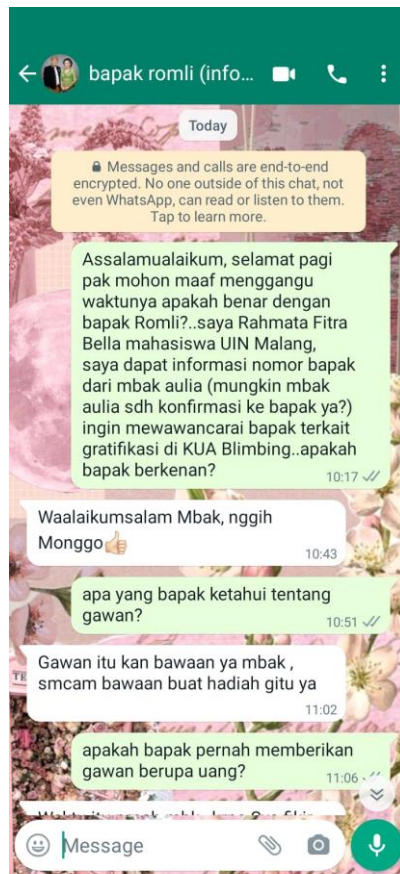 bapak romli (info...
Today
Messages and calls are end-to-end
encrypted. No one outside of this chat, not
even WhatsApp, can read or listen to them.
Tap to learn more.
Assalamualaikum, selamat pagi
pak mohon maaf menggangu
waktunya apakah benar dengan
bapak Romli?..saya Rahmata Fitra
Bella mahasiswa UIN Malang,
saya dapat informasi nomor bapak
dari mbak aulia (mungkin mbak
aulia sdh konfirmasi ke bapak ya?)
ingin mewawancarai bapak terkait
gratifikasi di KUA Blimbing..apakah
bapak berkenan?
10:17
Waalaikumsalam Mbak, nggih
Monggo👍🏻
10:43
apa yang bapak ketahui tentang
gawan?
10:51
Gawan itu kan bawaan ya mbak ,
smcam bawaan buat hadiah gitu ya
11:02
apakah bapak pernah memberikan
gawan berupa uang?
11:06
Message